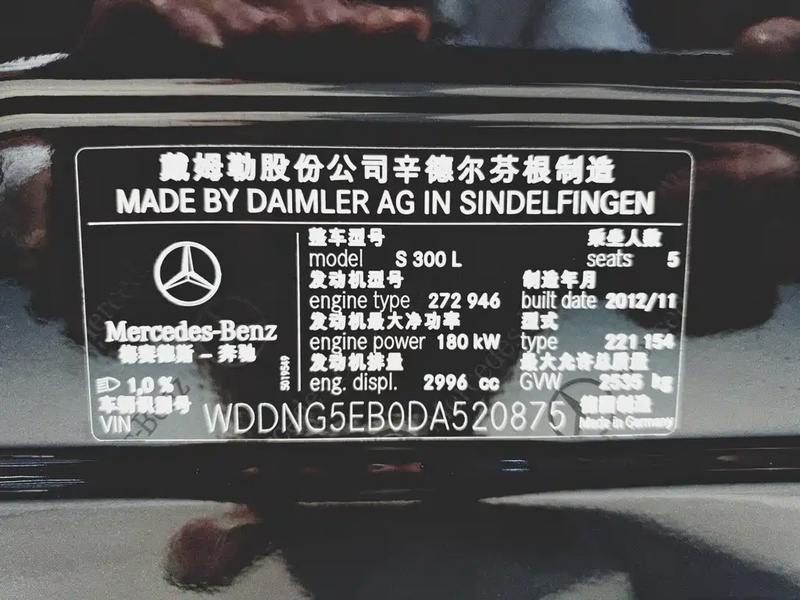 戴姆勒股份公司辛德尔芬根制造
MADE BY DAIMLER AG IN SINDELFINGEN
Mercedes-Benz
梅赛德斯－奔驰
1,0 %
S019549
整车型号 乘坐人数
model S 300 L seats 5
发动机型号 制造年月
engine type 272 946 built date 2012/11
发动机最大净功率 型式
engine power 180 kW type 221 154
发动机排量 最大允许总质量
eng. displ. 2996 cc GVW 2535 kg
车辆识别型号
VIN WDDNG5EB0DA520875
德国制造
Made in Germany